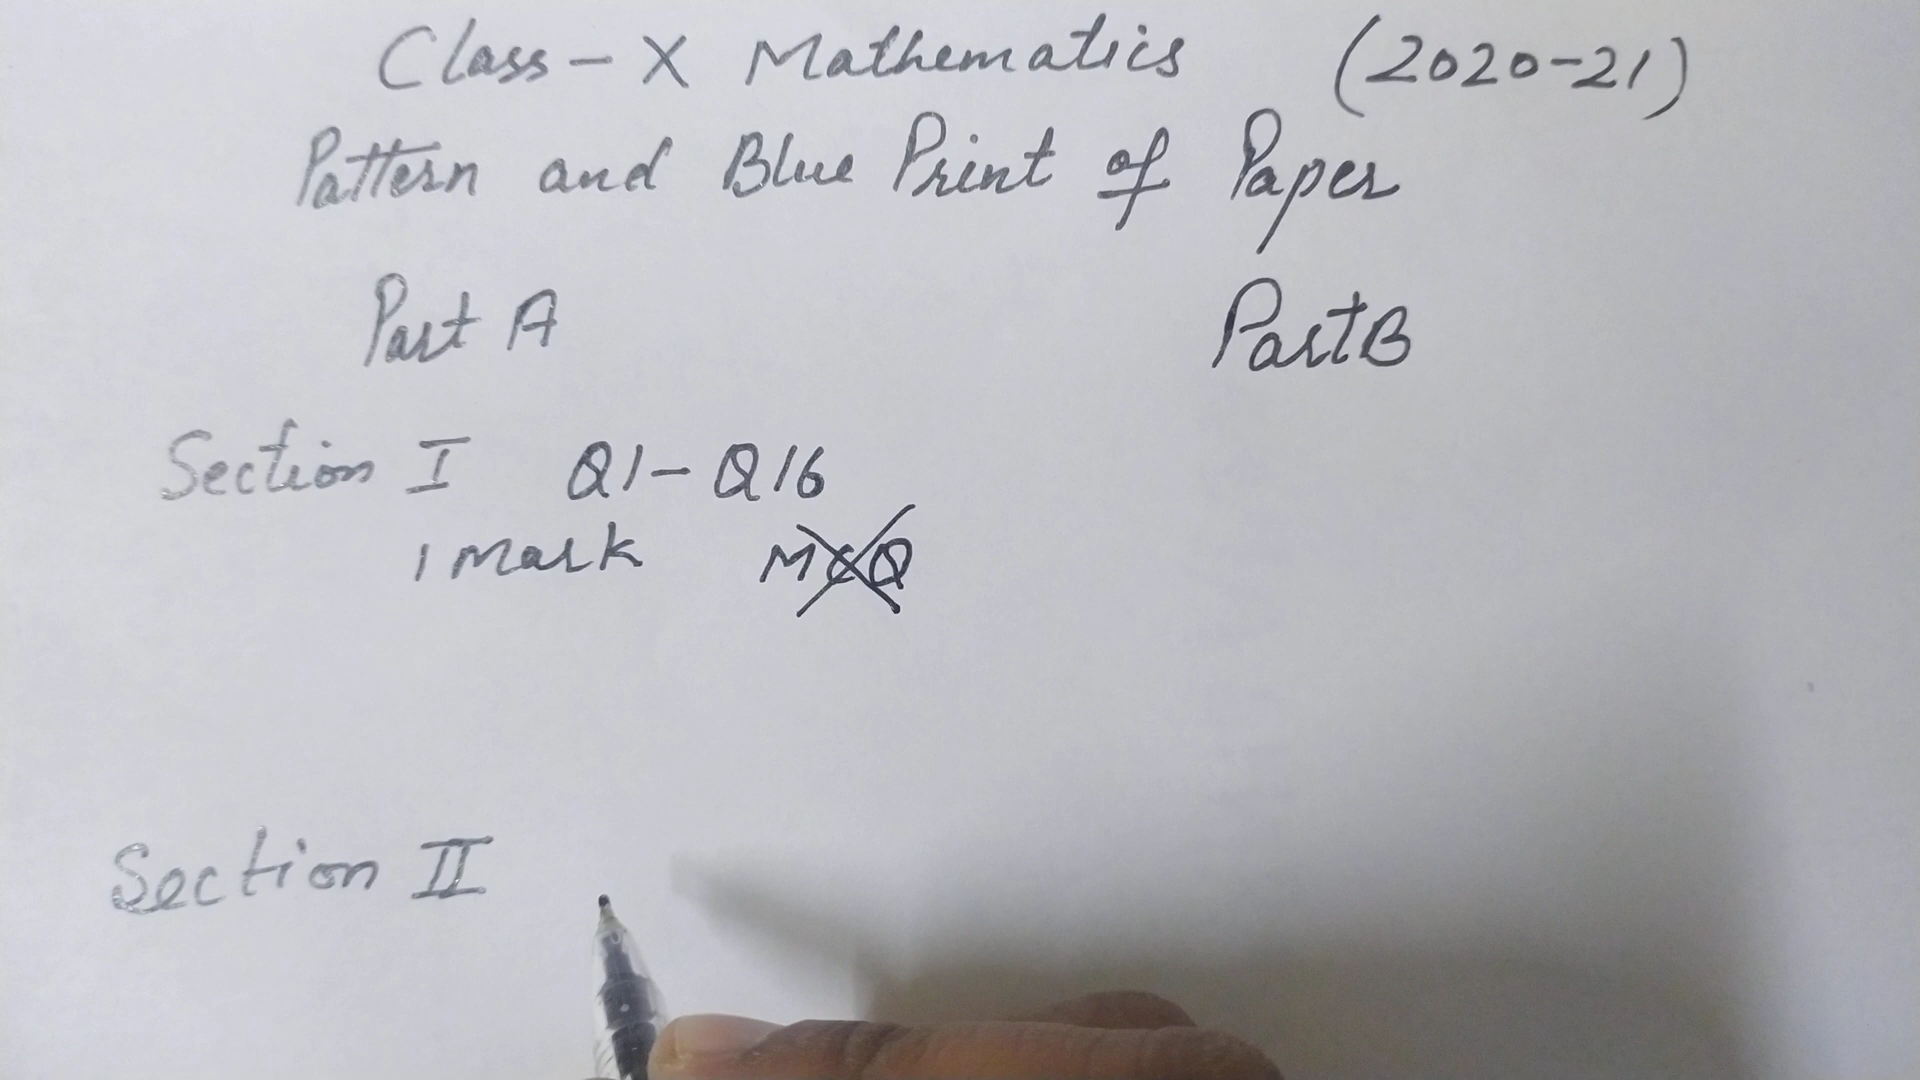 Class - X Mathematics (2020-21)
Pattern and Blue Print of Paper
Part A Part B
Section I Q1 - Q16
1 Mark MCQ
Section II